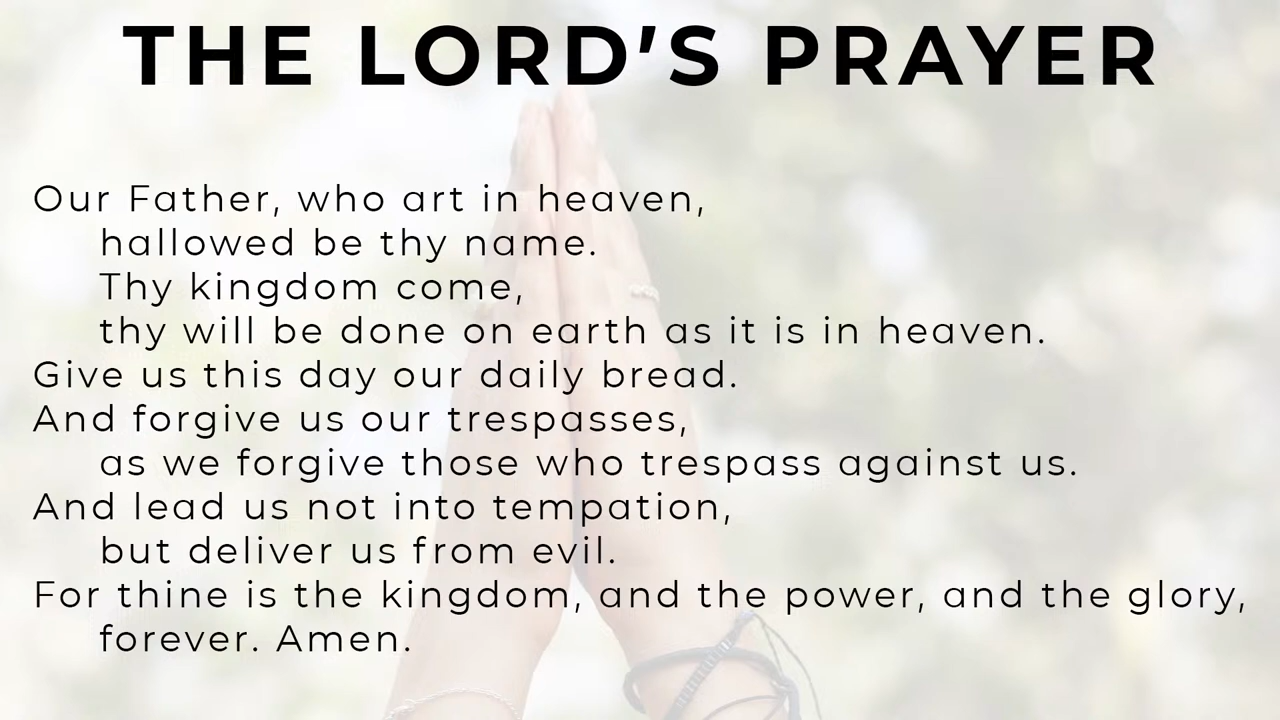 THE LORD'S PRAYER
Our Father, who art in heaven,
hallowed be thy name.
Thy kingdom come,
thy will be done on earth as it is in heaven.
Give us this day our daily bread.
And forgive us our trespasses,
as we forgive those who trespass against us.
And lead us not into tempation,
but deliver us from evil.
For thine is the kingdom, and the power, and the glory,
forever. Amen.